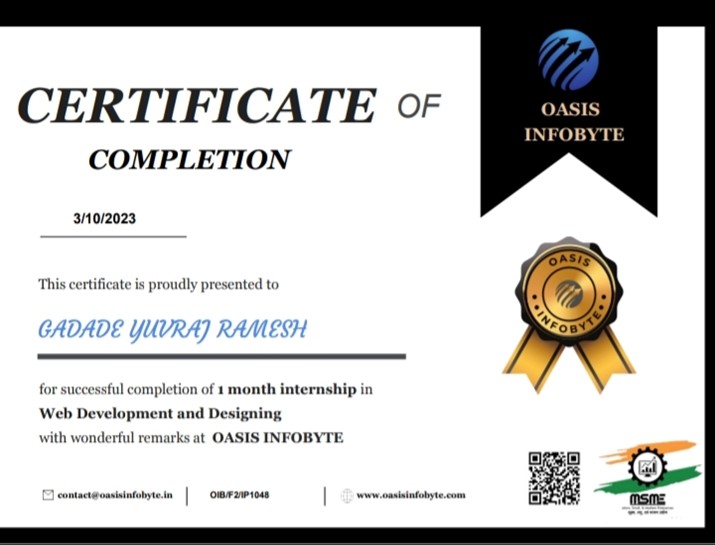 OASIS
INFOBYTE
CERTIFICATE OF
COMPLETION
3/10/2023
This certificate is proudly presented to
GADADE YUVRAJ RAMESH
OASIS
INFOBYTE
for successful completion of 1 month internship in
Web Development and Designing
with wonderful remarks at OASIS INFOBYTE
contact@oasisinfobyte.in
OIB/F2/IP1048
www.oasisinfobyte.com
MSME